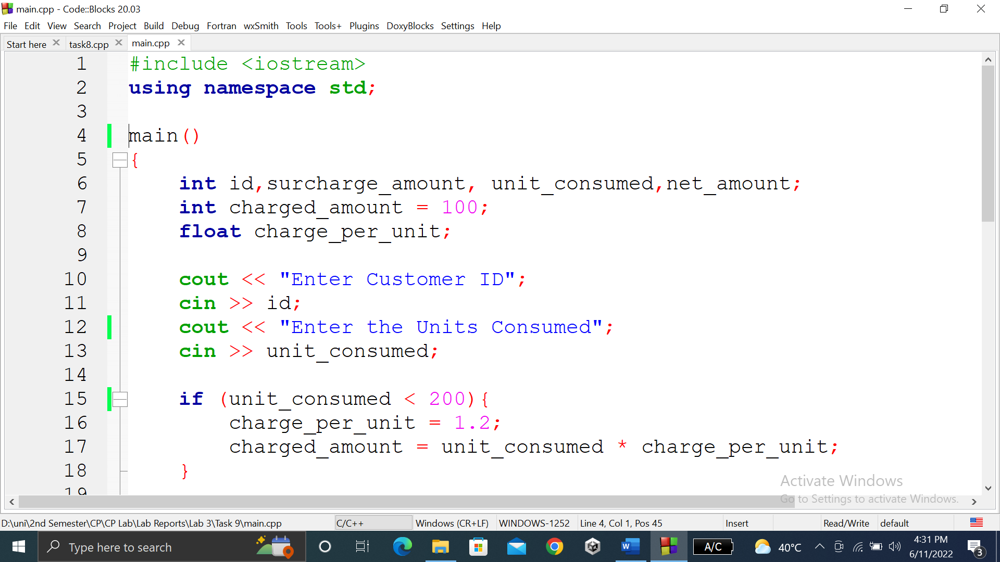 main.cpp - Code::Blocks 20.03
File Edit View Search Project Build Debug Fortran wxSmith Tools Tools+ Plugins DoxyBlocks Settings Help
Start here task8.cpp main.cpp
1 #include <iostream>
2 using namespace std;
3
4 main()
5 {
6 int id,surcharge_amount, unit_consumed,net_amount;
7 int charged_amount = 100;
8 float charge_per_unit;
9
10 cout << "Enter Customer ID";
11 cin >> id;
12 cout << "Enter the Units Consumed";
13 cin >> unit_consumed;
14
15 if (unit_consumed < 200){
16 charge_per_unit = 1.2;
17 charged_amount = unit_consumed * charge_per_unit;
18 }
19
Activate Windows
Go to Settings to activate Windows.
D:\uni\2nd Semester\CP\CP Lab\Lab Reports\Lab 3\Task 9\main.cpp C/C++ Windows (CR+LF) WINDOWS-1252 Line 4, Col 1, Pos 45 Insert Read/Write default
Type here to search A/C 40°C 4:31 PM
6/11/2022 3